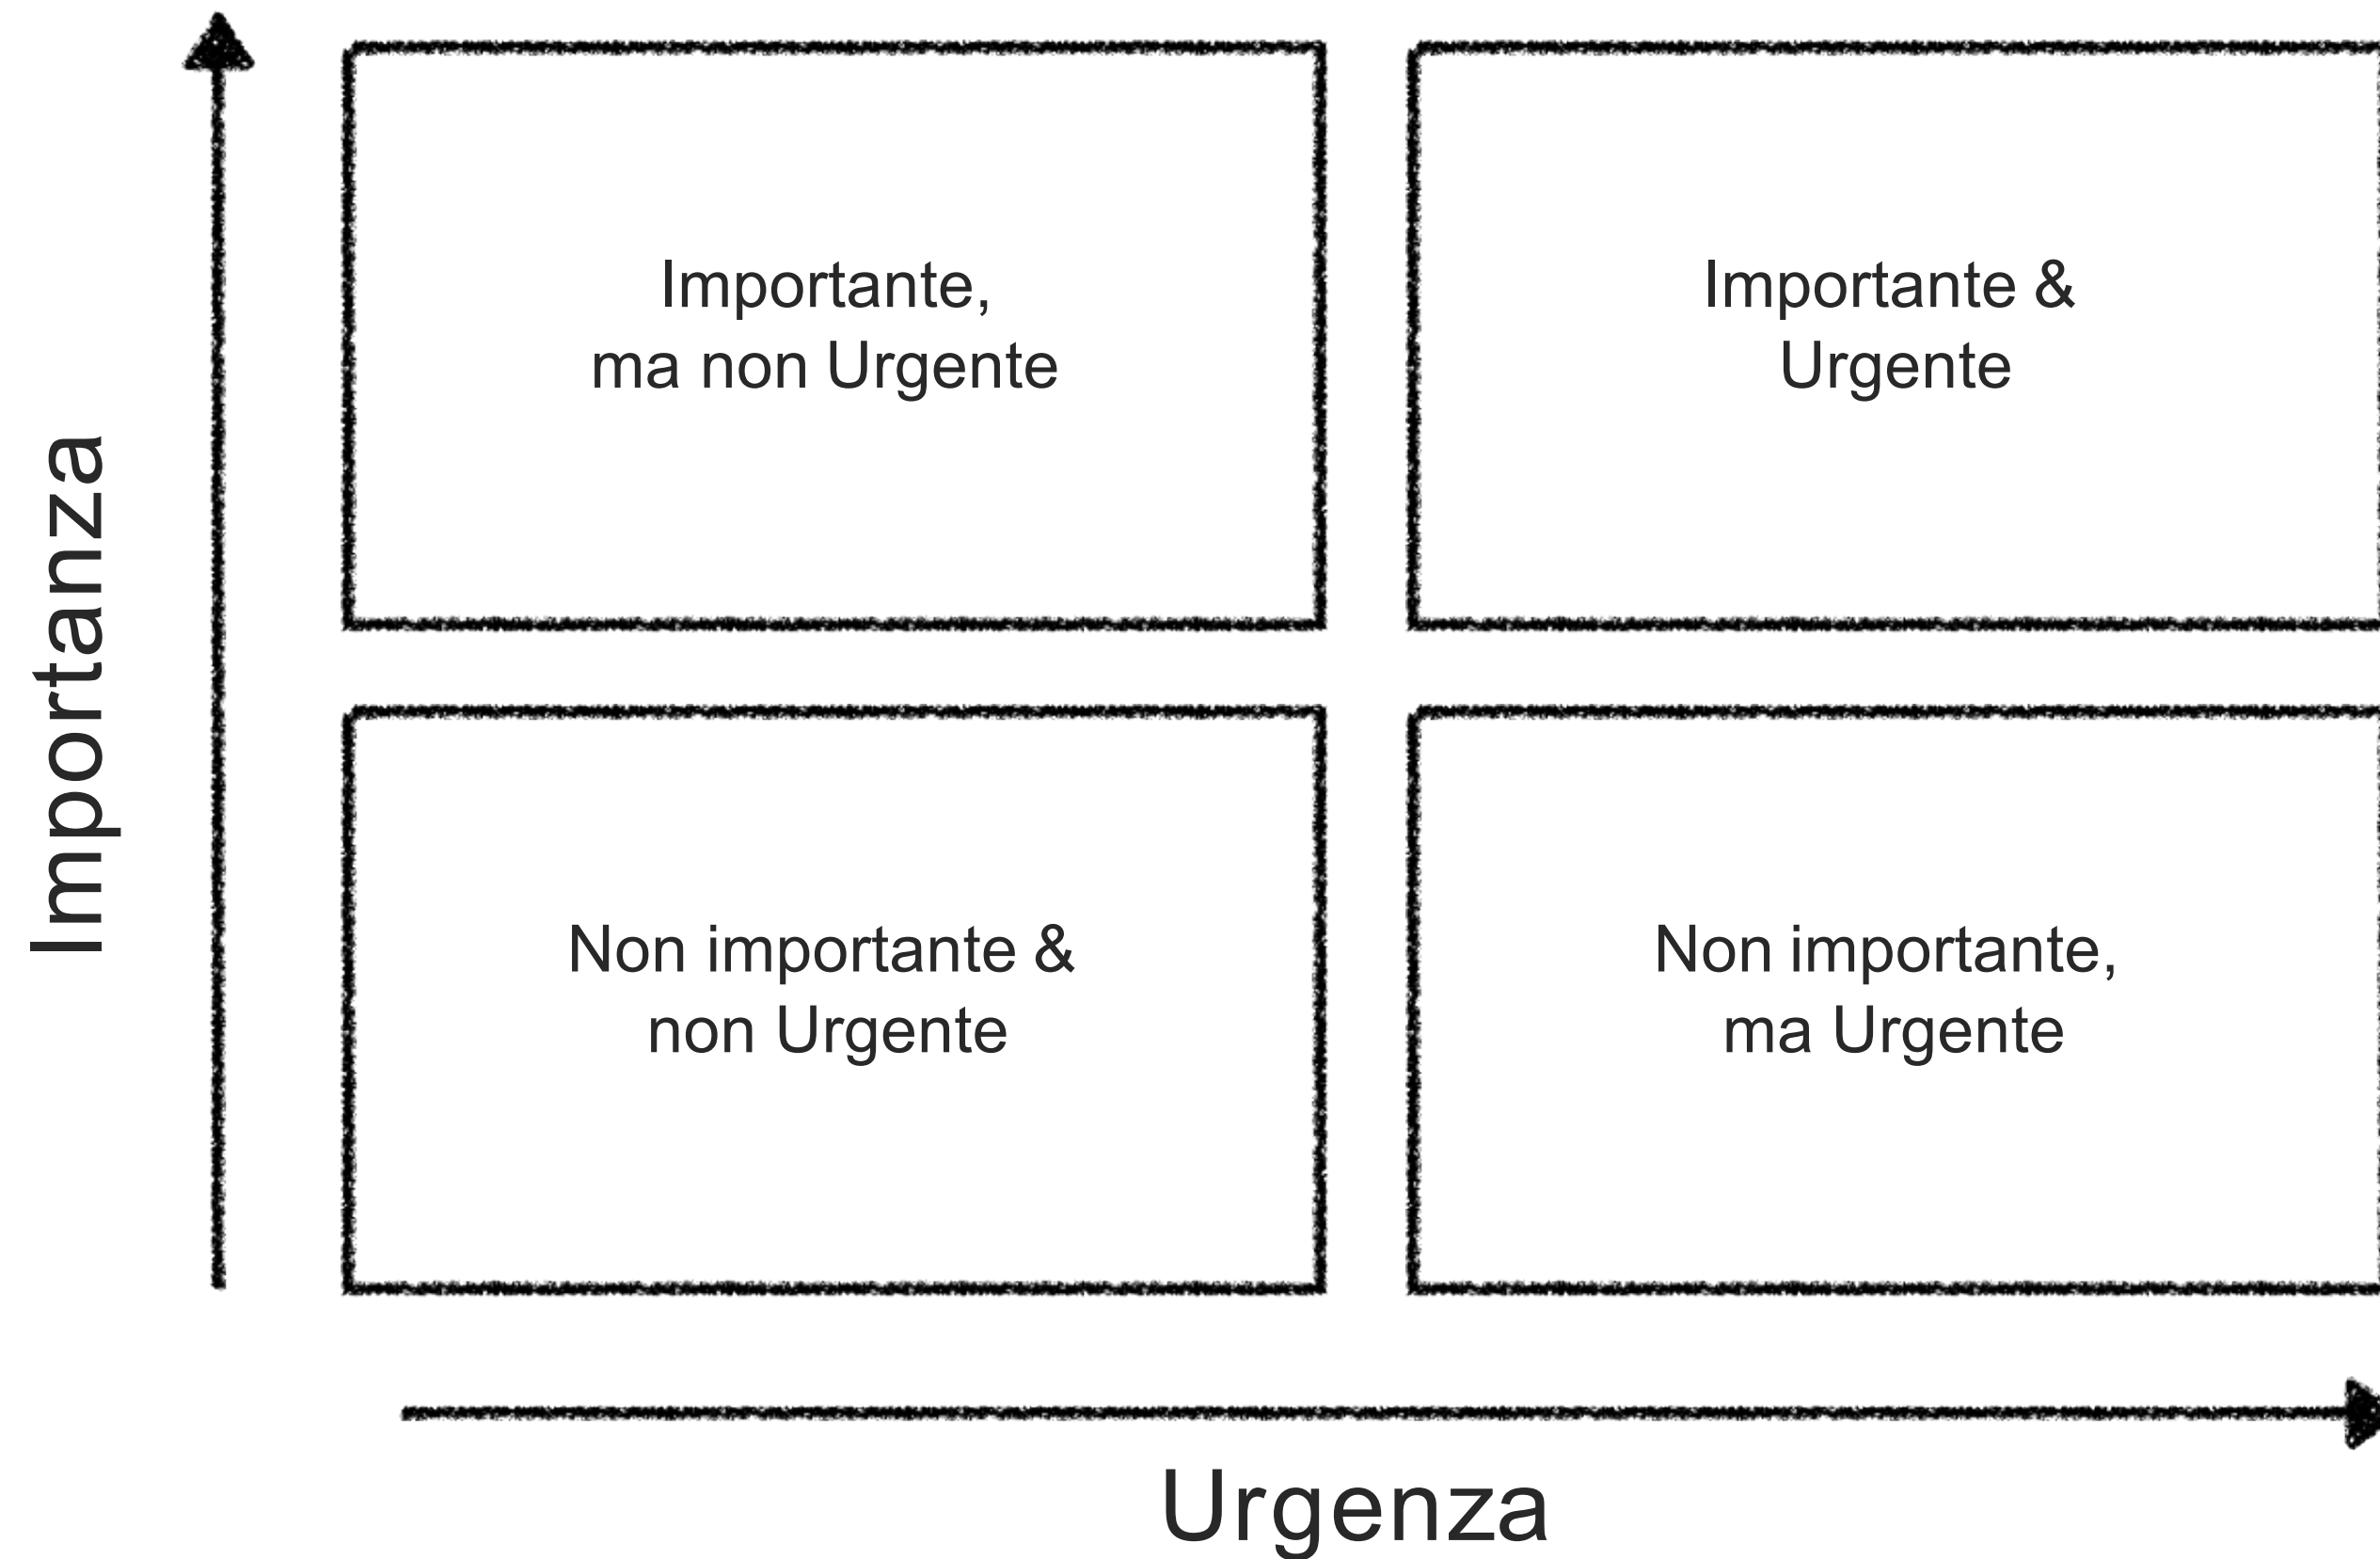 Importante,
ma non Urgente
Importante &
Urgente
Importanza
Non importante &
non Urgente
Non importante,
ma Urgente
Urgenza